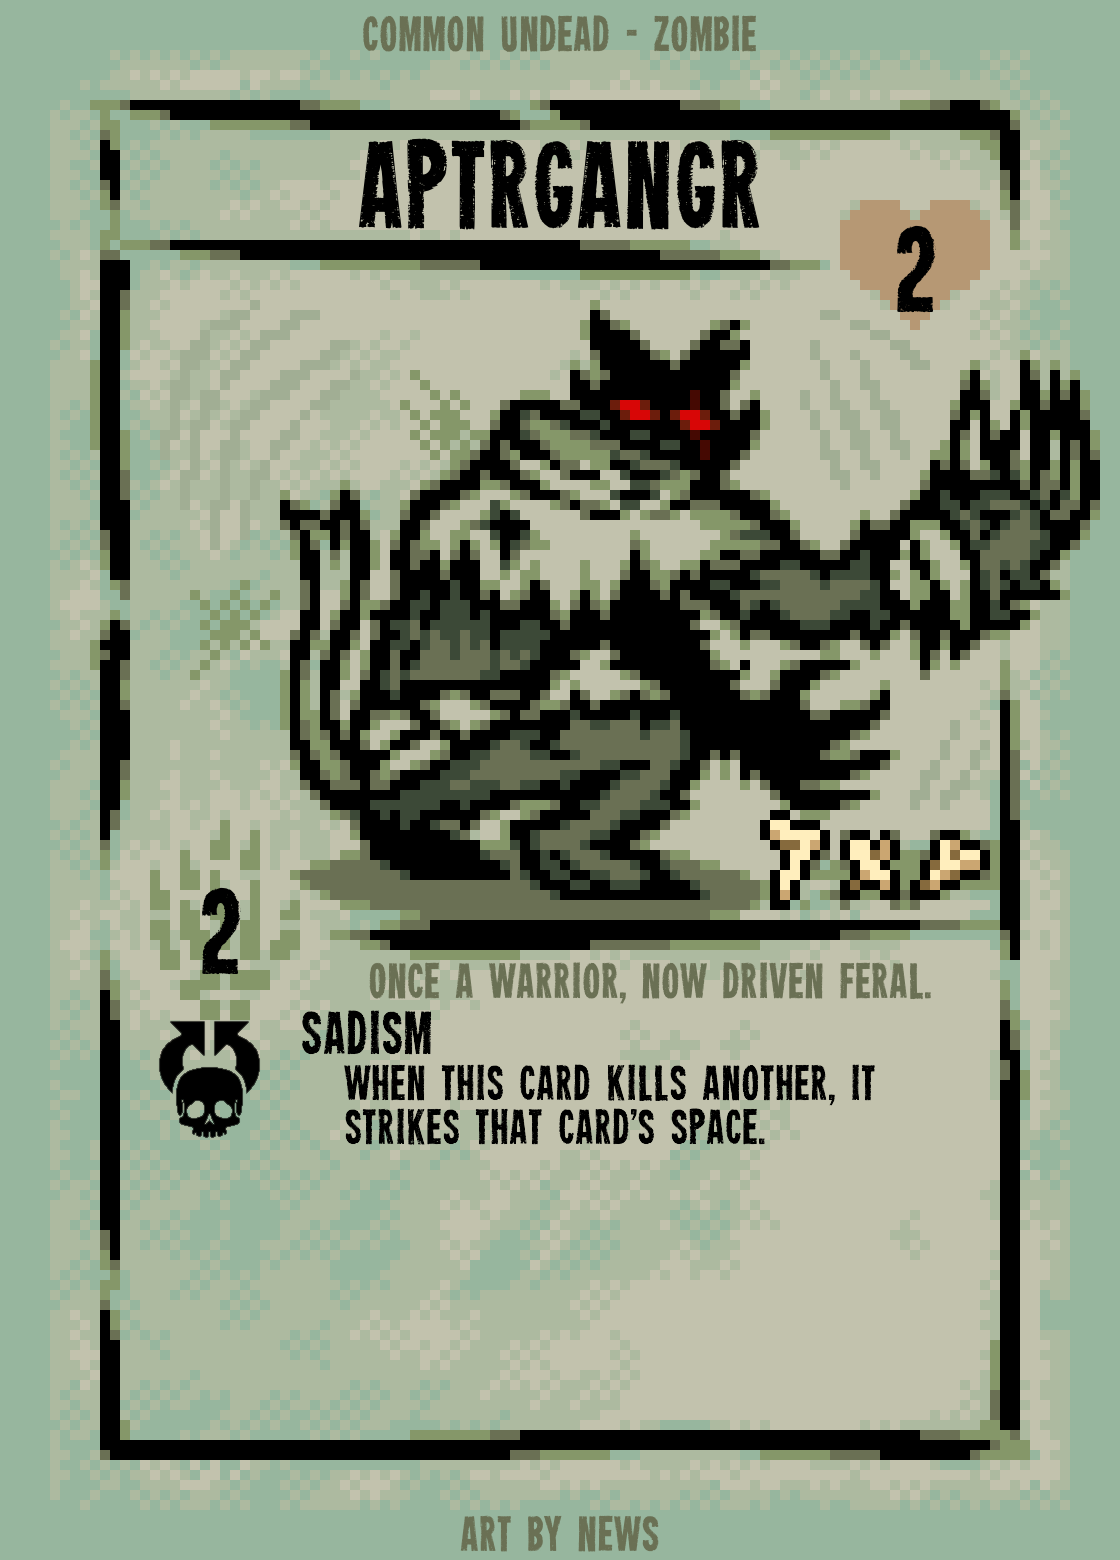 COMMON UNDEAD - ZOMBIE
APTRGANGR
2
2
ONCE A WARRIOR, NOW DRIVEN FERAL.
SADISM
WHEN THIS CARD KILLS ANOTHER, IT
STRIKES THAT CARD'S SPACE.
ART BY NEWS